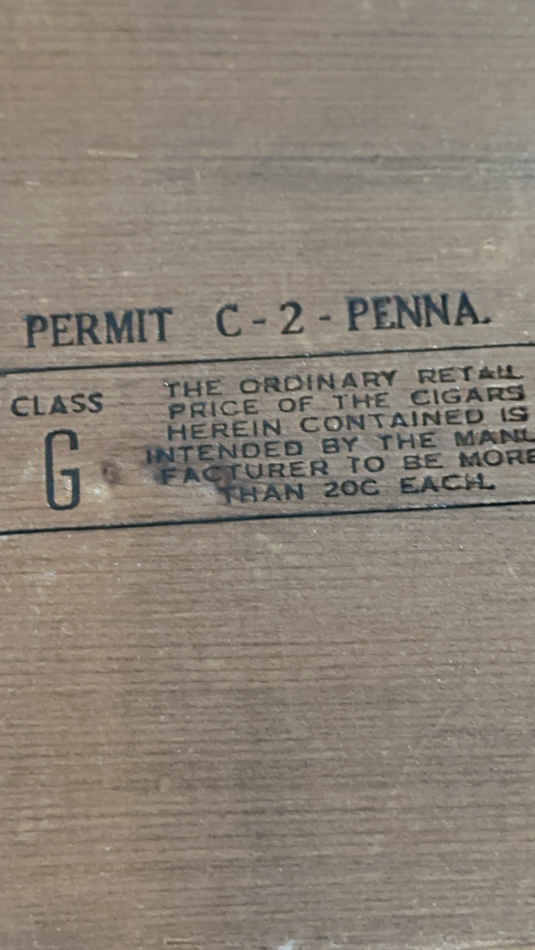 PERMIT C-2-PENNA.
CLASS
G
THE ORDINARY RETAIL
PRICE OF THE CIGARS
HEREIN CONTAINED IS
INTENDED BY THE MANU
FACTURER TO BE MORE
THAN 20C EACH.